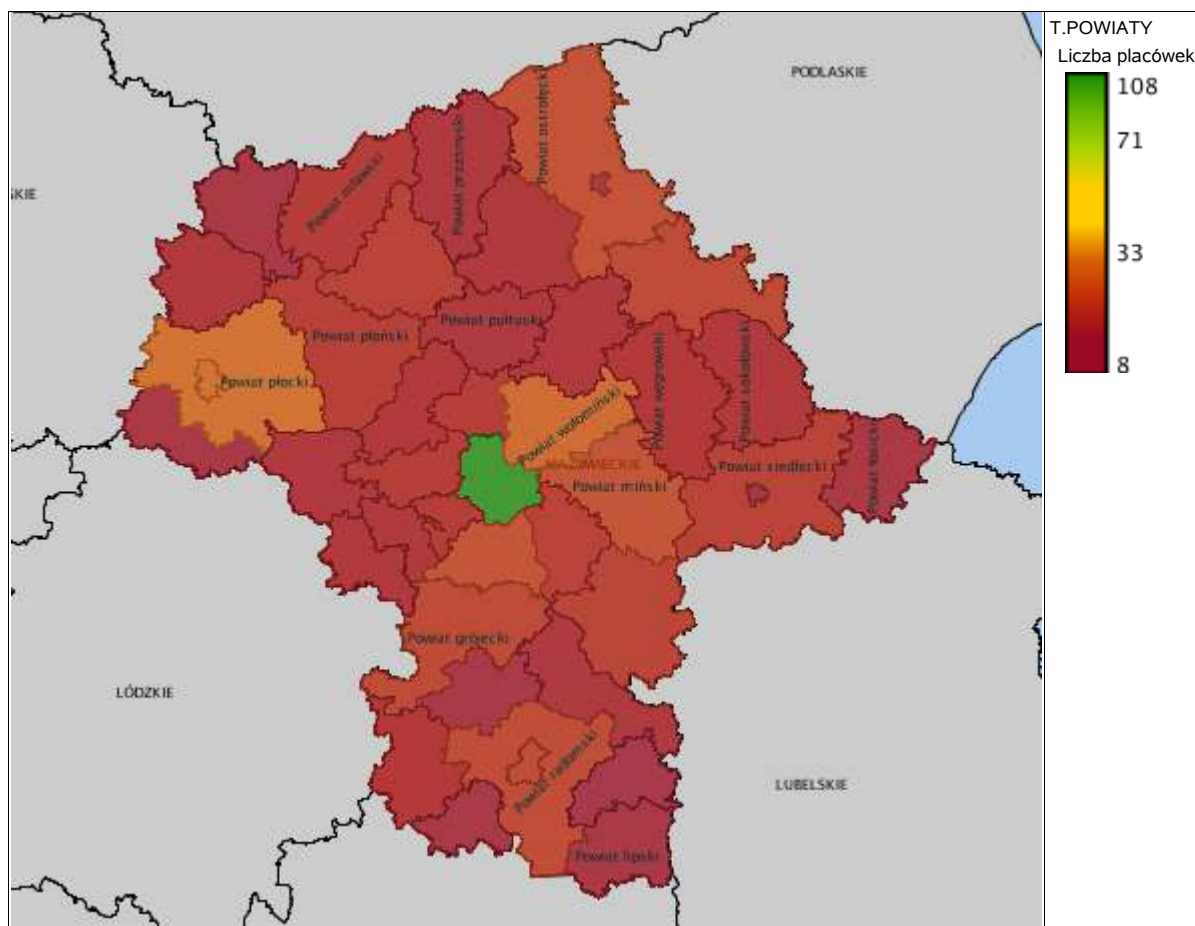 T.POWIATY
Liczba placówek
108
71
33
8
PODLASKIE
SKIE
Powiat ostrołęcki
Powiat przasnyski
Powiat mławski
Powiat płoński
Powiat pułtuski
Powiat płocki
Powiat wołomiński
Powiat węgrowski
Powiat sokołowski
MAZOWIECKIE
Powiat miński
Powiat siedlecki
Powiat łosicki
Powiat grójecki
LÓDZKIE
Powiat radomski
LUBELSKIE
Powiat lipski